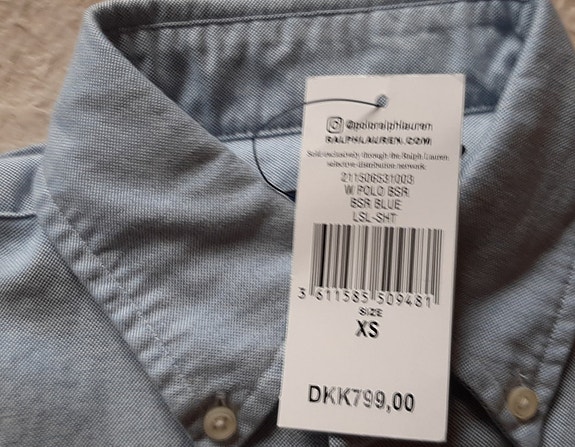 @poloralphlauren
RALPHLAUREN.COM
Sold exclusively through the Ralph Lauren
selective distribution network
211506531003
W POLO BSR
BSR BLUE
LSL-SHT
3 611585 509481
SIZE
XS
DKK799,00